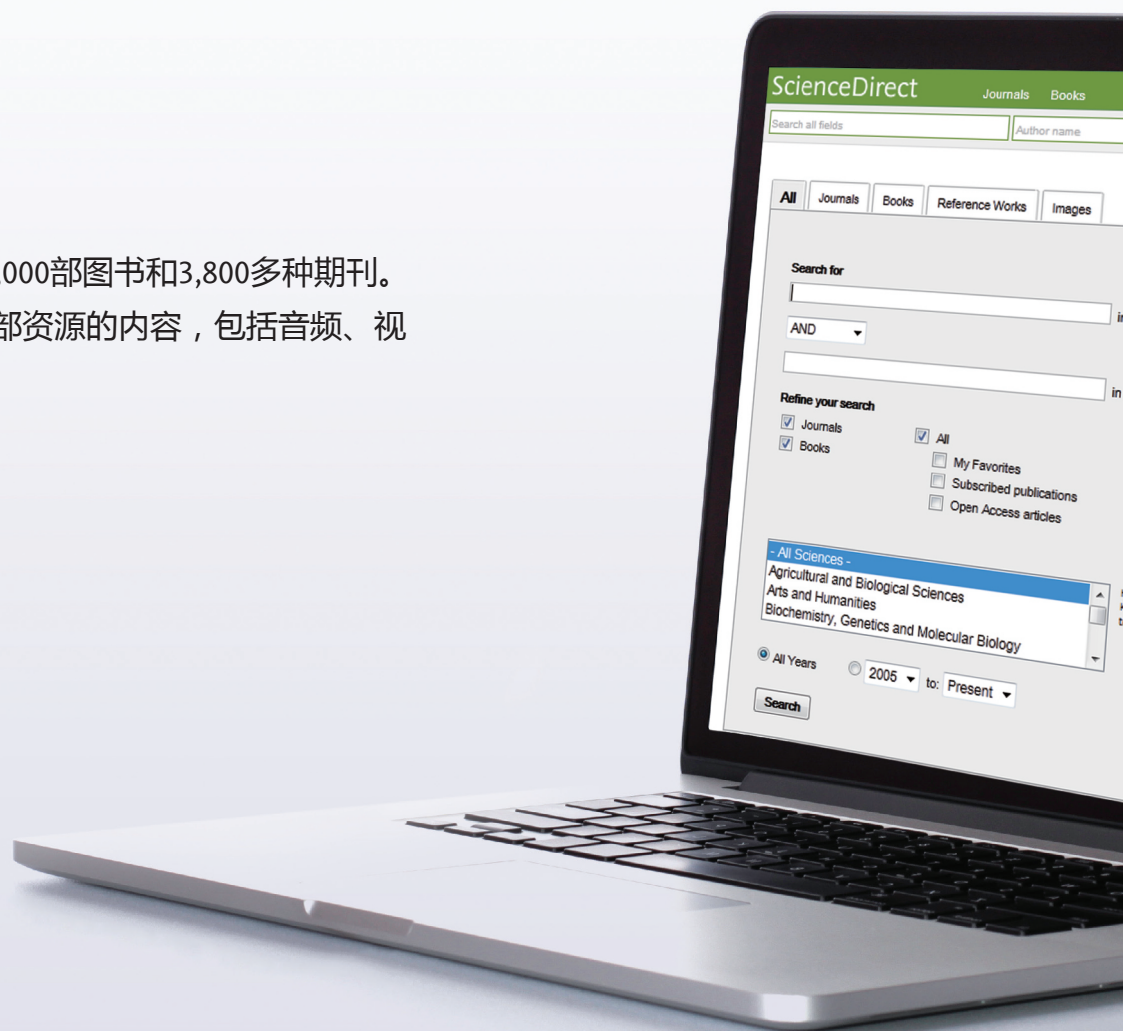 000部图书和3,800多种期刊。
部资源的内容，包括音频、视
ScienceDirect Journals Books
Search all fields Author name
All Journals Books Reference Works Images
Search for
in
AND
in
Refine your search
Journals
Books
All
My Favorites
Subscribed publications
Open Access articles
- All Sciences -
Agricultural and Biological Sciences
Arts and Humanities
Biochemistry, Genetics and Molecular Biology
All Years 2005 to: Present
Search